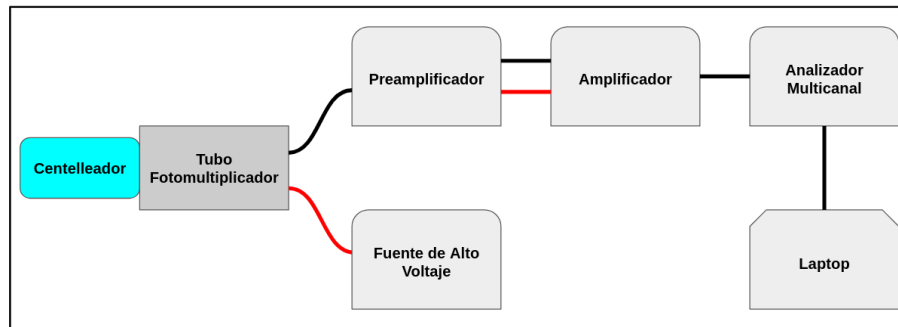 Centelleador
Tubo
Fotomultiplicador
Preamplificador
Amplificador
Analizador
Multicanal
Fuente de Alto
Voltaje
Laptop